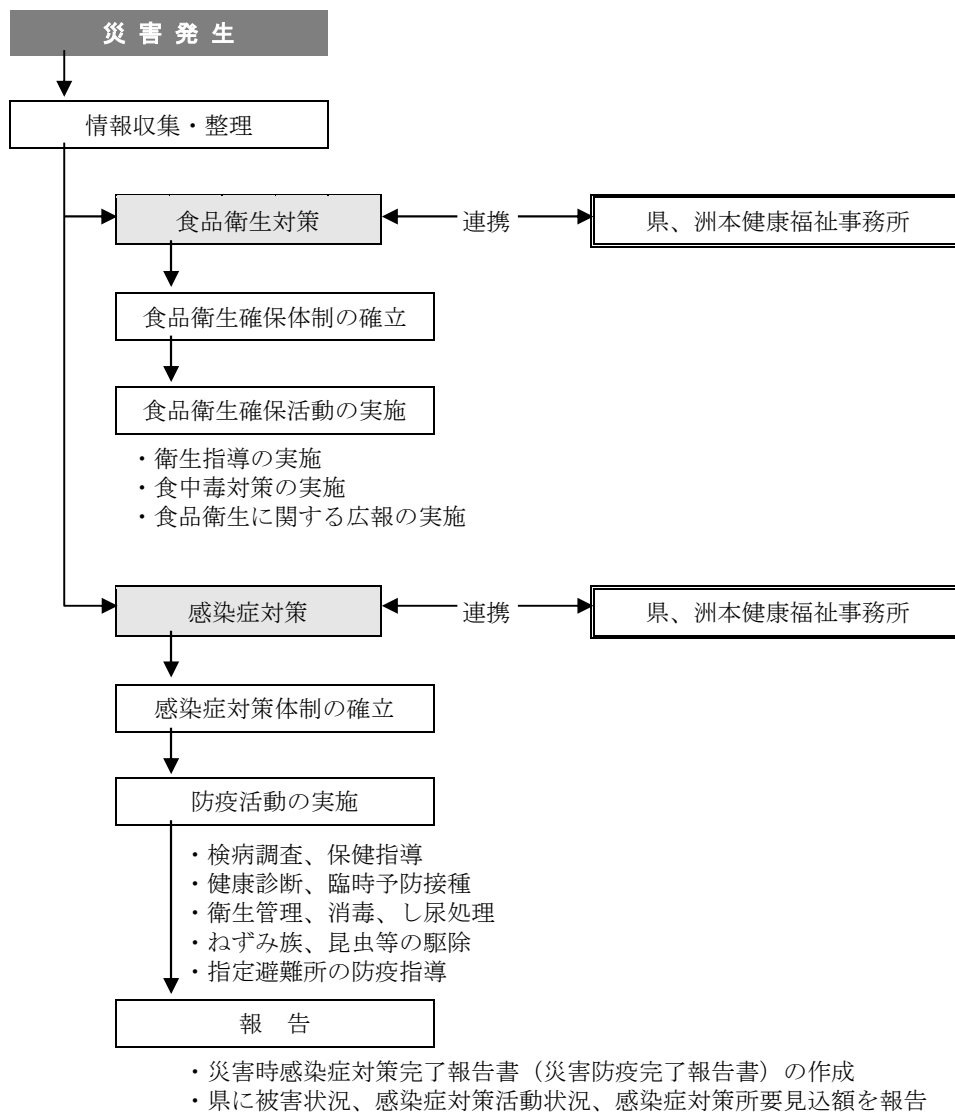 災 害 発 生
情報収集・整理
食品衛生対策
連携
県、洲本健康福祉事務所
食品衛生確保体制の確立
食品衛生確保活動の実施
・衛生指導の実施
・食中毒対策の実施
・食品衛生に関する広報の実施
感染症対策
連携
県、洲本健康福祉事務所
感染症対策体制の確立
防疫活動の実施
・検病調査、保健指導
・健康診断、臨時予防接種
・衛生管理、消毒、し尿処理
・ねずみ族、昆虫等の駆除
・指定避難所の防疫指導
報　告
・災害時感染症対策完了報告書（災害防疫完了報告書）の作成
・県に被害状況、感染症対策活動状況、感染症対策所要見込額を報告